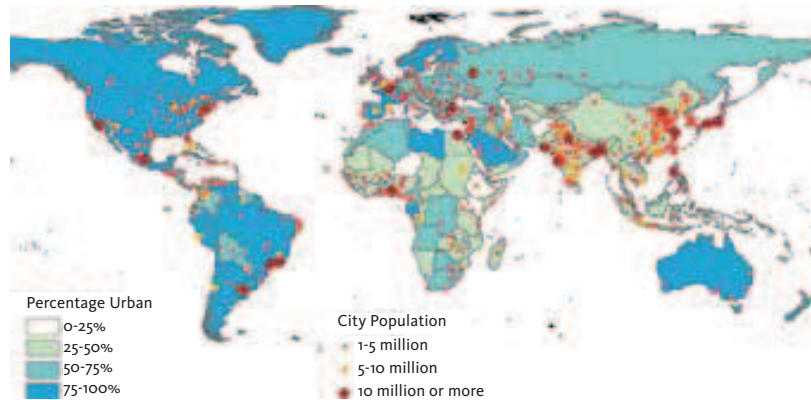 Percentage Urban
0-25%
25-50%
50-75%
75-100%
City Population
1-5 million
5-10 million
10 million or more